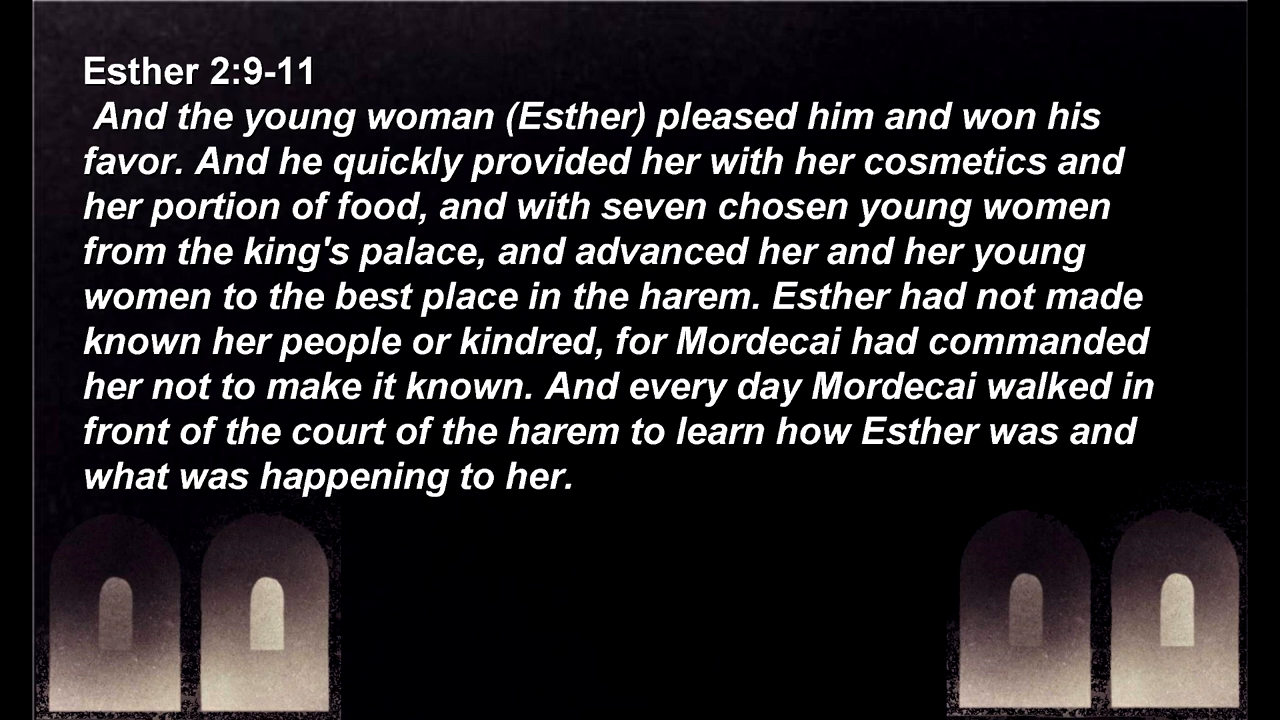 Esther 2:9-11
And the young woman (Esther) pleased him and won his
favor. And he quickly provided her with her cosmetics and
her portion of food, and with seven chosen young women
from the king's palace, and advanced her and her young
women to the best place in the harem. Esther had not made
known her people or kindred, for Mordecai had commanded
her not to make it known. And every day Mordecai walked in
front of the court of the harem to learn how Esther was and
what was happening to her.